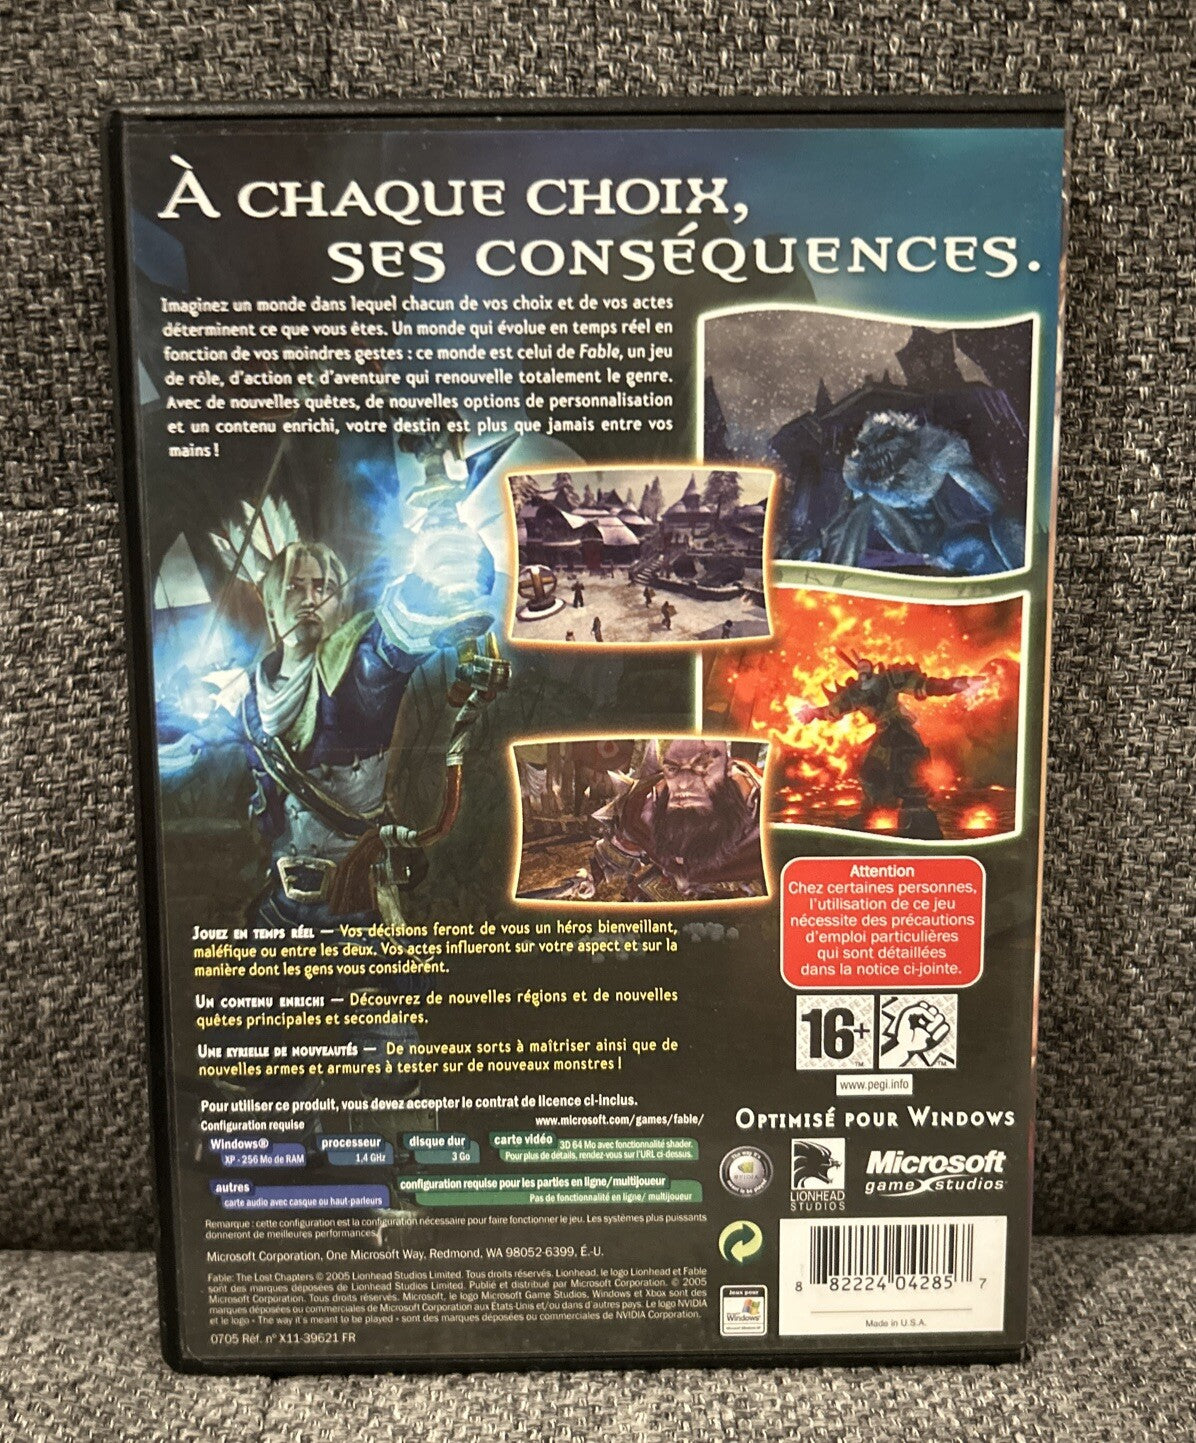 À CHAQUE CHOIX,
SES CONSÉQUENCES.
Imaginez un monde dans lequel chacun de vos choix et de vos actes
déterminent ce que vous êtes. Un monde qui évolue en temps réel en
fonction de vos moindres gestes : ce monde est celui de Fable, un jeu
de rôle, d'action et d'aventure qui renouvelle totalement le genre.
Avec de nouvelles quêtes, de nouvelles options de personnalisation
et un contenu enrichi, votre destin est plus que jamais entre vos
mains !
JOUEZ EN TEMPS RÉEL — Vos décisions feront de vous un héros bienveillant,
maléfique ou entre les deux. Vos actes influeront sur votre aspect et sur la
manière dont les gens vous considèrent.
UN CONTENU ENRICHI — Découvrez de nouvelles régions et de nouvelles
quêtes principales et secondaires.
UNE KYRIELLE DE NOUVEAUTÉS — De nouveaux sorts à maîtriser ainsi que de
nouvelles armes et armures à tester sur de nouveaux monstres !
Attention
Chez certaines personnes,
l'utilisation de ce jeu
nécessite des précautions
d'emploi particulières
qui sont détaillées
dans la notice ci-jointe.
16+
www.pegi.info
Pour utiliser ce produit, vous devez accepter le contrat de licence ci-inclus.
Configuration requise
www.microsoft.com/games/fable/
Windows®
XP - 256 Mo de RAM
processeur
1,4 GHz
disque dur
3 Go
carte vidéo 3D 64 Mo avec fonctionnalité shader.
Pour plus de détails, rendez-vous sur l'URL ci-dessus.
autres
carte audio avec casque ou haut-parleurs
configuration requise pour les parties en ligne/multijoueur
Pas de fonctionnalité en ligne/ multijoueur
Remarque : cette configuration est la configuration nécessaire pour faire fonctionner le jeu. Les systèmes plus puissants
donneront de meilleures performances.
Microsoft Corporation, One Microsoft Way, Redmond, WA 98052-6399, É.-U.
Fable: The Lost Chapters © 2005 Lionhead Studios Limited. Tous droits réservés. Lionhead, le logo Lionhead et Fable
sont des marques déposées de Lionhead Studios Limited. Publié et distribué par Microsoft Corporation. © 2005
Microsoft Corporation. Tous droits réservés. Microsoft, le logo Microsoft Game Studios, Windows et Xbox sont des
marques déposées ou commerciales de Microsoft Corporation aux États-Unis et/ou dans d'autres pays. Le logo NVIDIA
et le logo « The way it's meant to be played » sont des marques déposées ou commerciales de NVIDIA Corporation.
0705 Réf. n° X11-39621 FR
OPTIMISÉ POUR WINDOWS
LIONHEAD
STUDIOS
Microsoft
game studios
Jeux pour
Windows
8 82224 04285 7
Made in U.S.A.